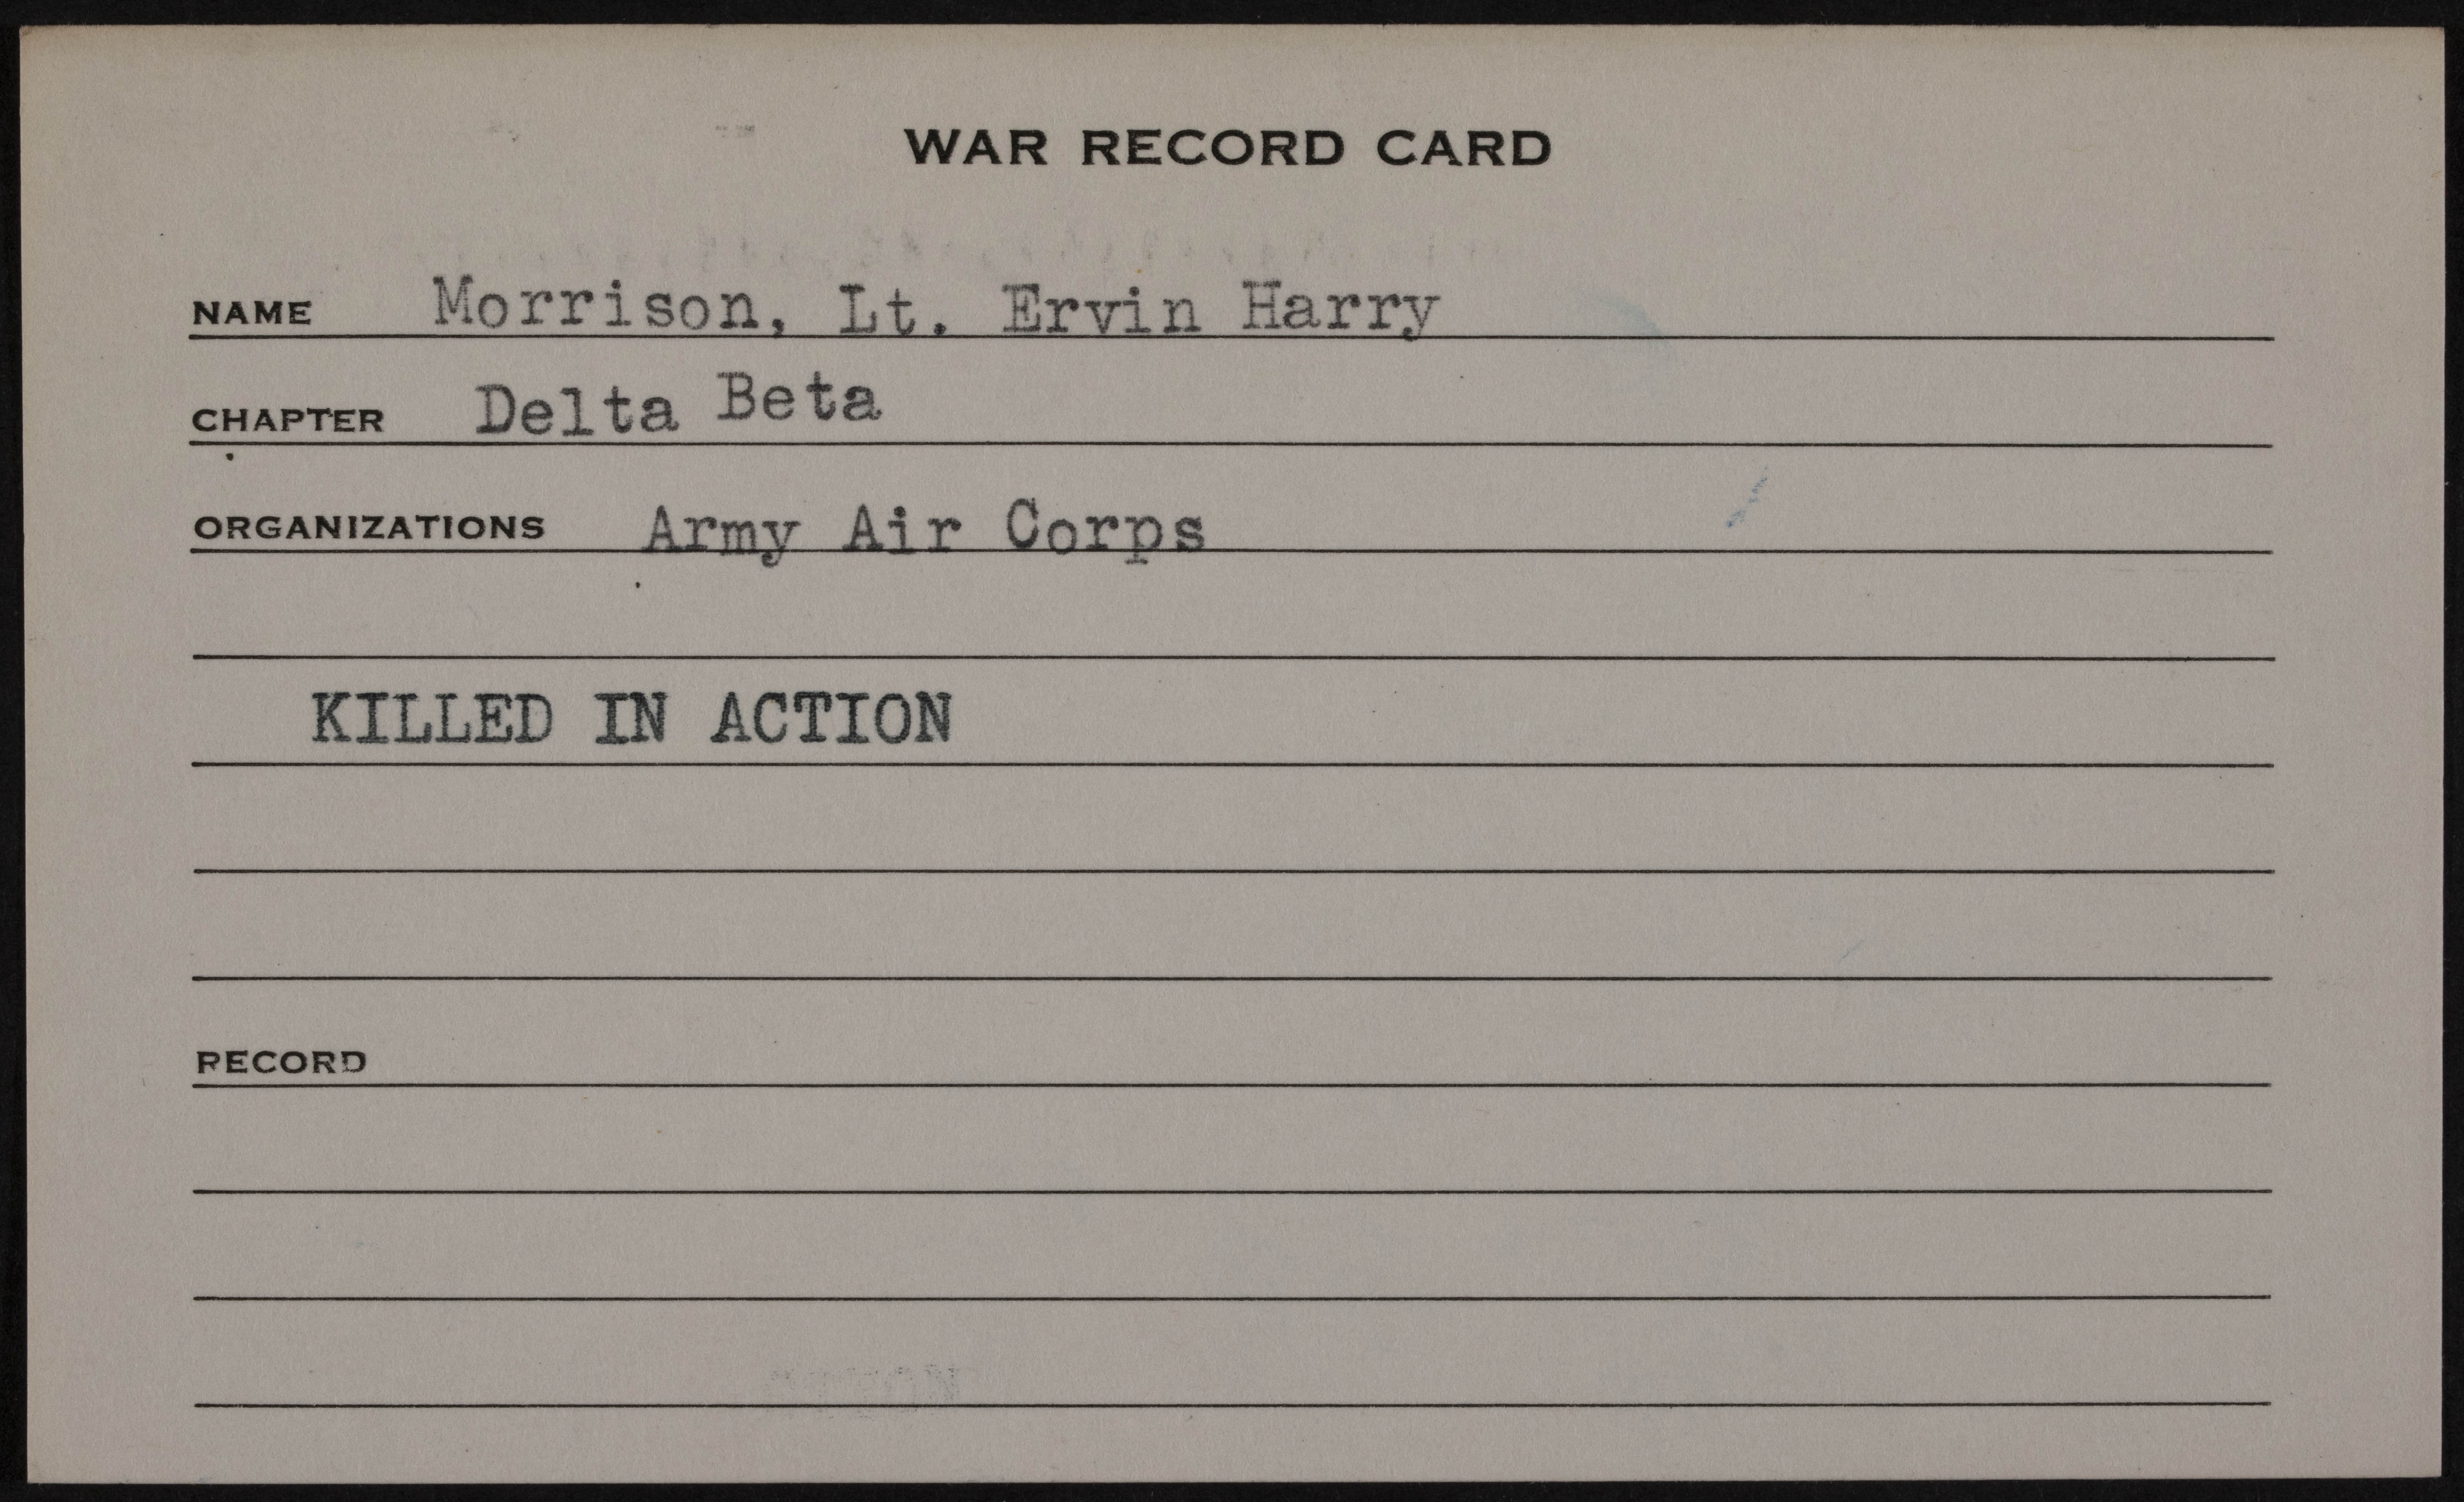 WAR RECORD CARD
NAME Morrison, Lt. Ervin Harry
CHAPTER Delta Beta
ORGANIZATIONS Army Air Corps
KILLED IN ACTION
RECORD